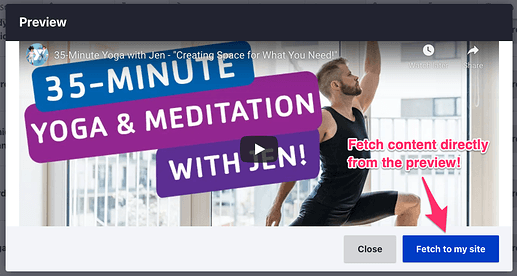 Preview
35-Minute Yoga with Jen - "Creating Space for What You Need!"
Share
35-MINUTE
YOGA & MEDITATION
WITH JEN!
Fetch content directly
from the preview!
Close
Fetch to my site